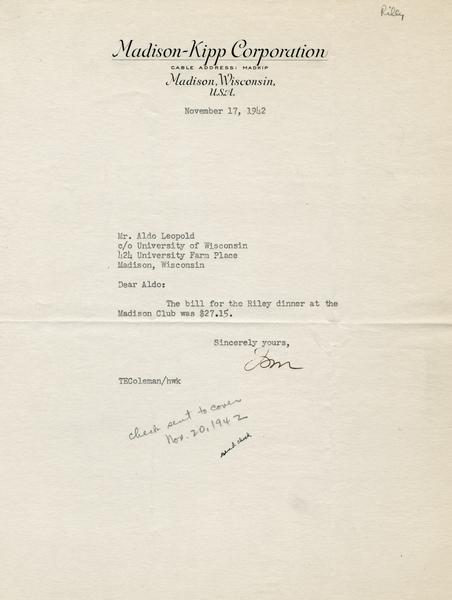 Riley
Madison-Kipp Corporation
CABLE ADDRESS: MADKIP
Madison, Wisconsin,
U.S.A.
November 17, 1942
Mr. Aldo Leopold
c/o University of Wisconsin
424 University Farm Place
Madison, Wisconsin
Dear Aldo:
The bill for the Riley dinner at the
Madison Club was $27.15.
Sincerely yours,
Tom
TEColeman/hwk
check sent to cover
Nov. 20, 1942
send check